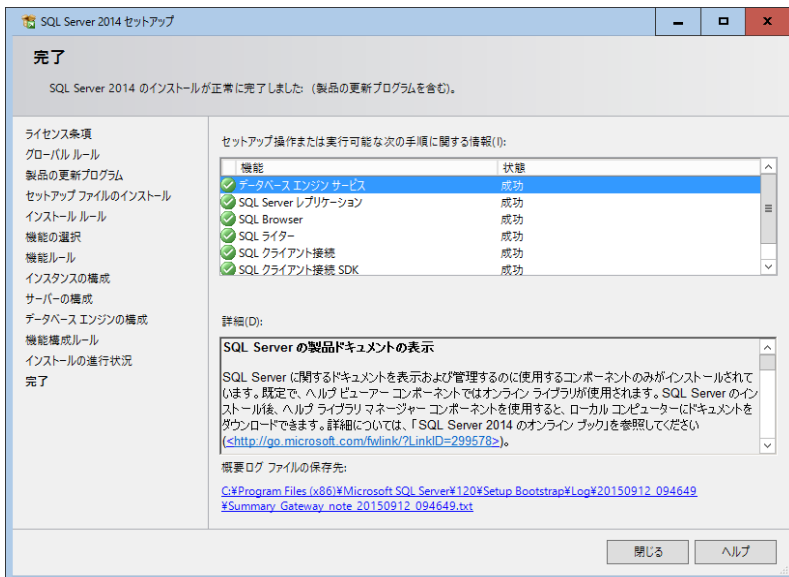 SQL Server 2014 セットアップ
完了
SQL Server 2014 のインストールが正常に完了しました: (製品の更新プログラムを含む)。
ライセンス条項
グローバル ルール
製品の更新プログラム
セットアップ ファイルのインストール
インストール ルール
機能の選択
機能ルール
インスタンスの構成
サーバーの構成
データベース エンジンの構成
機能構成ルール
インストールの進行状況
完了
セットアップ操作または実行可能な次の手順に関する情報(I):
機能 状態
データベース エンジン サービス 成功
SQL Server レプリケーション 成功
SQL Browser 成功
SQL ライター 成功
SQL クライアント接続 成功
SQL クライアント接続 SDK 成功
詳細(D):
SQL Server の製品ドキュメントの表示
SQL Server に関するドキュメントを表示および管理するのに使用するコンポーネントのみがインストールされて
います。既定で、ヘルプ ビューアー コンポーネントではオンライン ライブラリが使用されます。SQL Server のイン
ストール後、ヘルプ ライブラリ マネージャー コンポーネントを使用すると、ローカル コンピューターにドキュメントを
ダウンロードできます。詳細については、「SQL Server 2014 のオンライン ブック」を参照してください
(<http://go.microsoft.com/fwlink/?LinkID=299578>)。
概要ログ ファイルの保存先:
C:¥Program Files (x86)¥Microsoft SQL Server¥120¥Setup Bootstrap¥Log¥20150912_094649
¥Summary_Gateway_note_20150912_094649.txt
閉じる ヘルプ